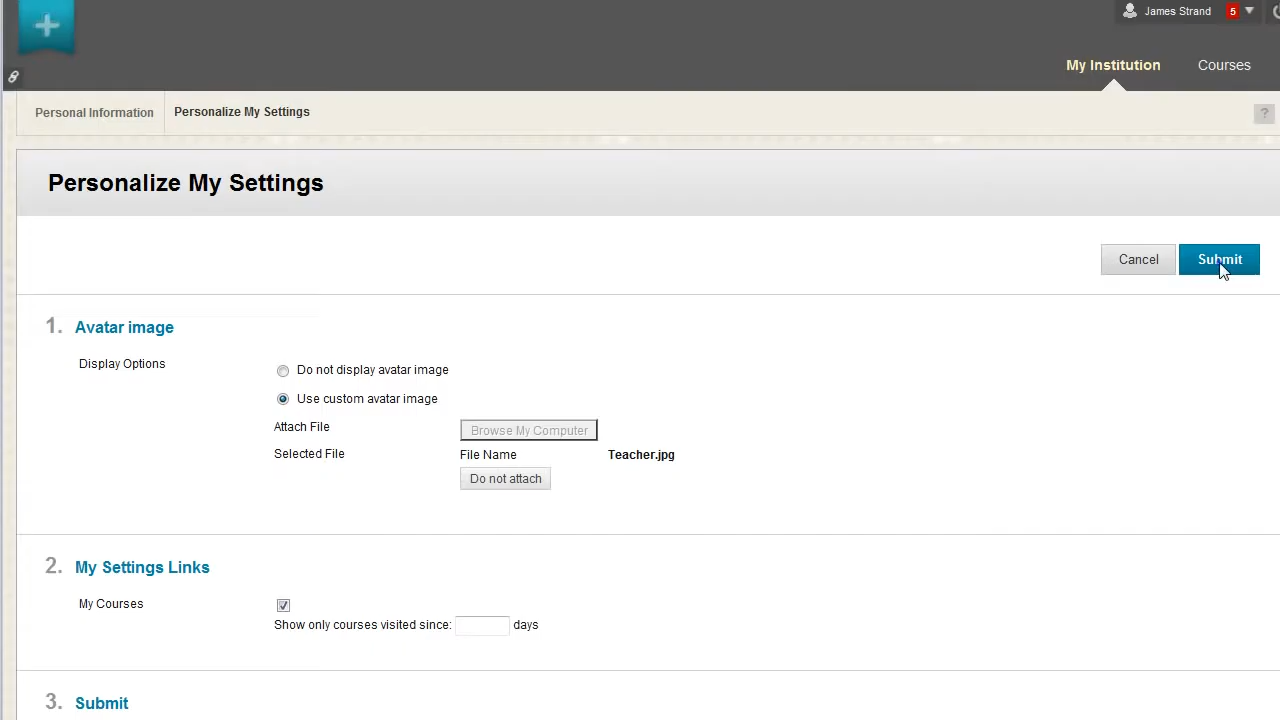 James Strand 5
My Institution Courses
Personal Information Personalize My Settings ?
Personalize My Settings
Cancel Submit
1. Avatar image
Display Options
Do not display avatar image
Use custom avatar image
Attach File Browse My Computer
Selected File File Name Teacher.jpg
Do not attach
2. My Settings Links
My Courses
Show only courses visited since: days
3. Submit